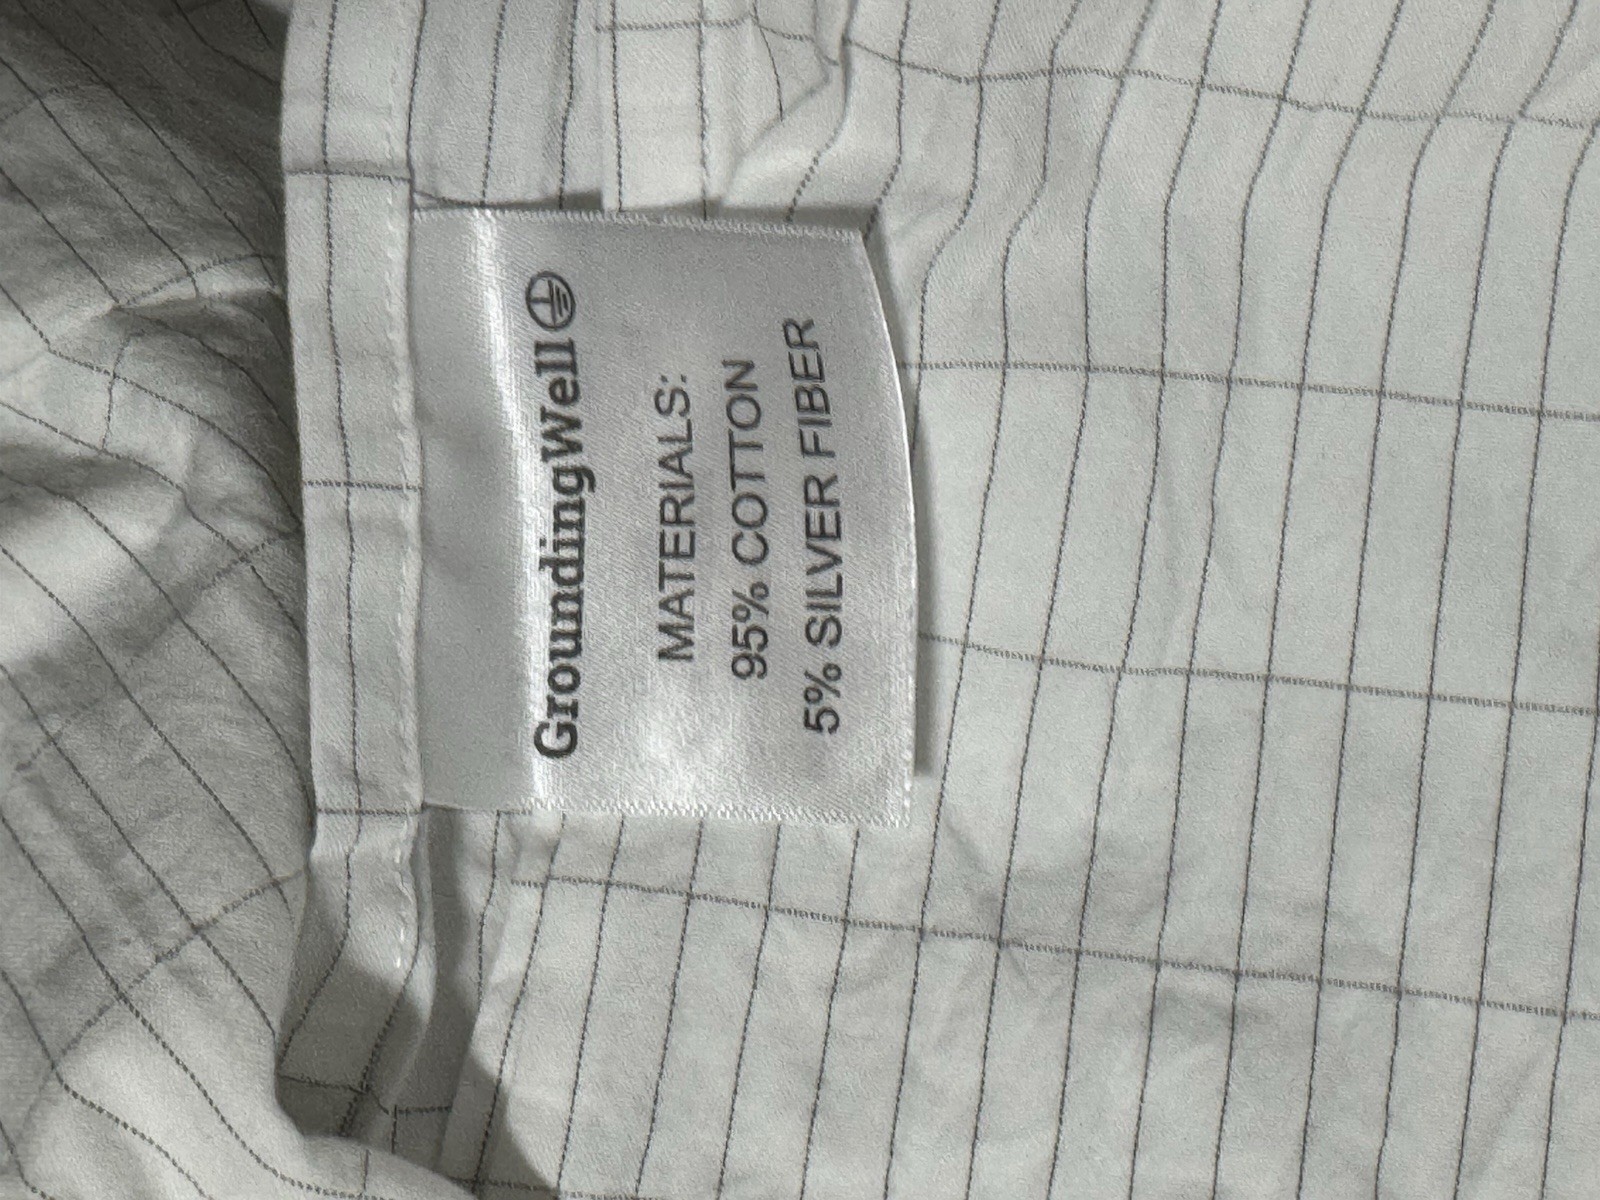 GroundingWell
MATERIALS:
95% COTTON
5% SILVER FIBER